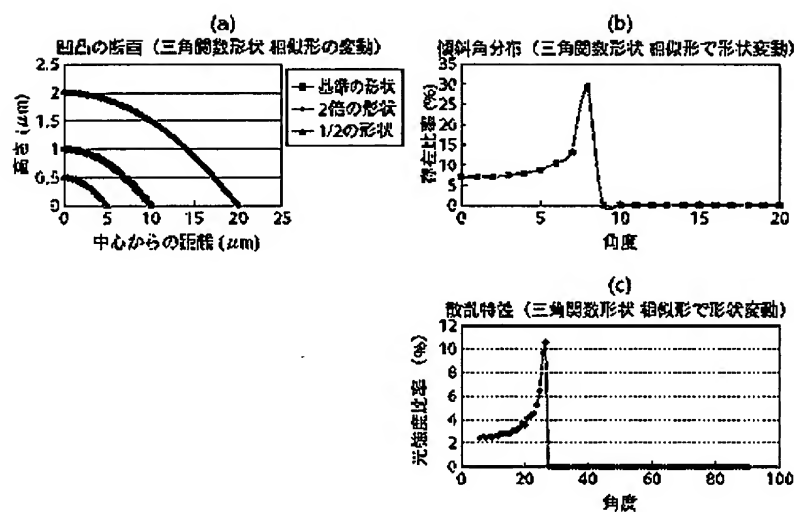 (a)
凹凸の断面（三角関数形状 相似形の変動）
2.5
2
1.5
1
0.5
0
高さ (μm)
0 5 10 15 20 25
中心からの距離 (μm)
基準の形状
2倍の形状
1/2の形状
(b)
傾斜角分布（三角関数形状 相似形で形状変動）
35
30
25
20
15
10
5
0
存在比率 (%)
0 5 10 15 20
角度
(c)
散乱特性（三角関数形状 相似形で形状変動）
12
10
8
6
4
2
0
元強度比率 (%)
0 20 40 60 80 100
角度